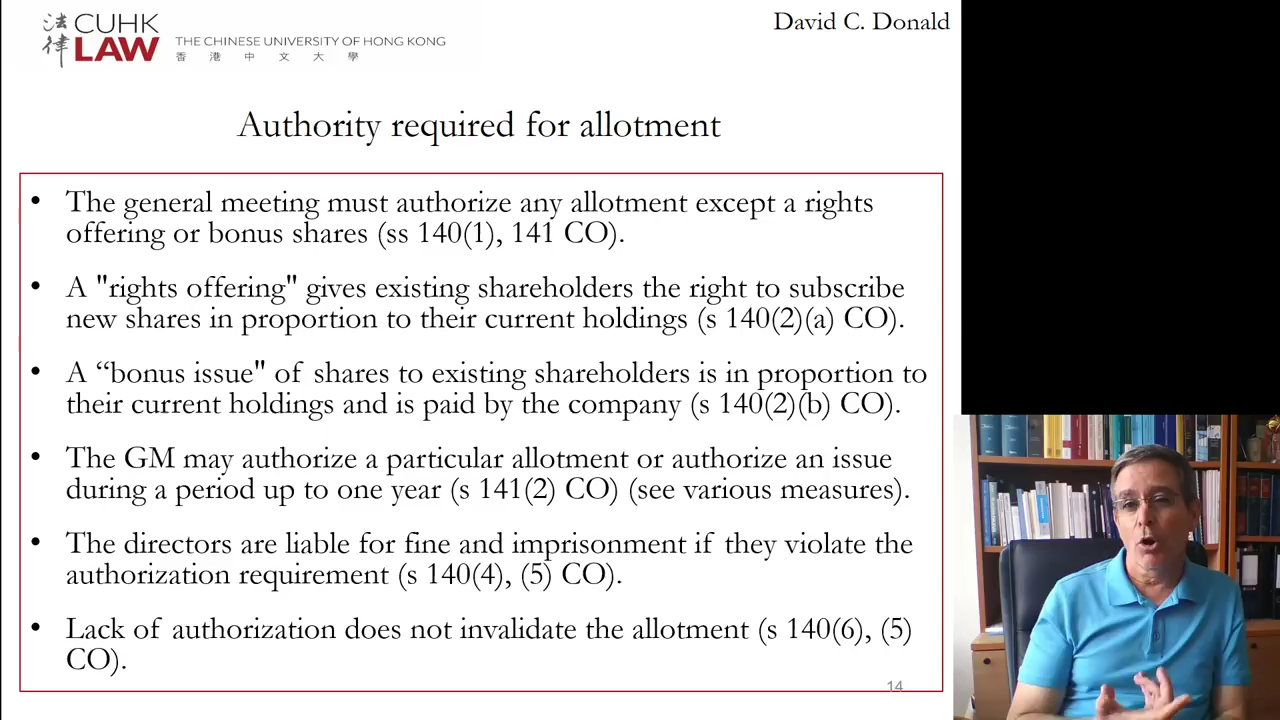 法律 CUHK LAW
THE CHINESE UNIVERSITY OF HONG KONG
香港中文大學
David C. Donald
Authority required for allotment
• The general meeting must authorize any allotment except a rights
offering or bonus shares (ss 140(1), 141 CO).
• A "rights offering" gives existing shareholders the right to subscribe
new shares in proportion to their current holdings (s 140(2)(a) CO).
• A “bonus issue" of shares to existing shareholders is in proportion to
their current holdings and is paid by the company (s 140(2)(b) CO).
• The GM may authorize a particular allotment or authorize an issue
during a period up to one year (s 141(2) CO) (see various measures).
• The directors are liable for fine and imprisonment if they violate the
authorization requirement (s 140(4), (5) CO).
• Lack of authorization does not invalidate the allotment (s 140(6), (5)
CO).
14